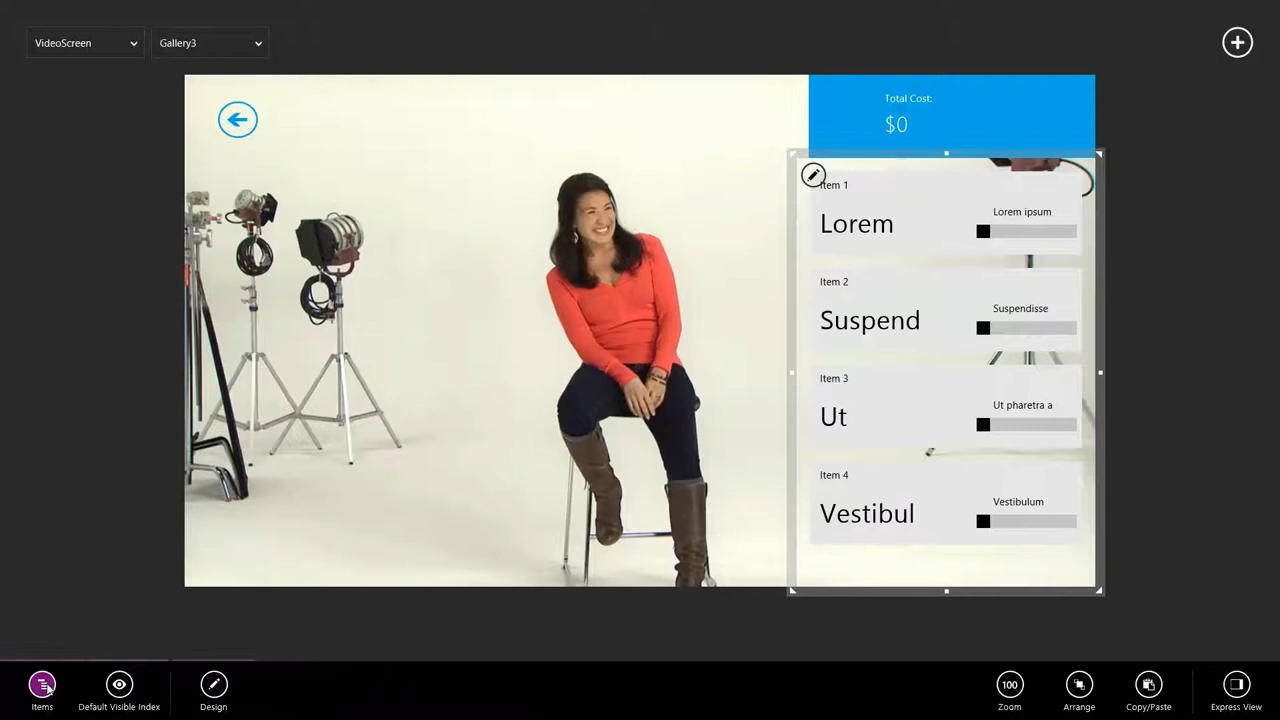 VideoScreen
Gallery3
Total Cost:
$0
Item 1
Lorem
Lorem ipsum
Item 2
Suspend
Suspendisse
Item 3
Ut
Ut pharetra a
Item 4
Vestibul
Vestibulum
Items
Default Visible Index
Design
100
Zoom
Arrange
Copy/Paste
Express View